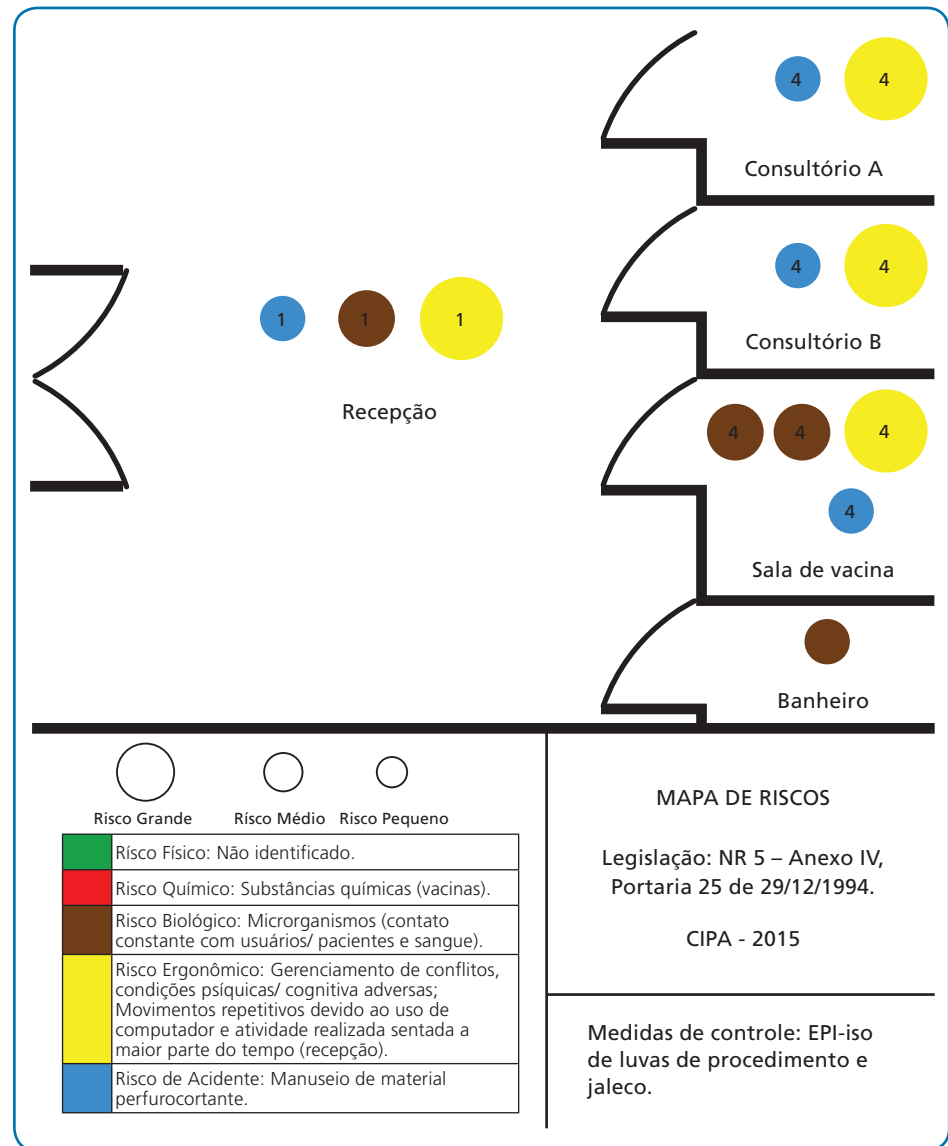 4 4
Consultório A
4 4
Consultório B
1 1 1
Recepção
4 4 4
4
Sala de vacina
Banheiro
Risco Grande
Rísco Médio
Risco Pequeno
Rísco Físico: Não identificado.
Risco Químico: Substâncias químicas (vacinas).
Risco Biológico: Microrganismos (contato
constante com usuários/ pacientes e sangue).
Risco Ergonômico: Gerenciamento de conflitos,
condições psíquicas/ cognitiva adversas;
Movimentos repetitivos devido ao uso de
computador e atividade realizada sentada a
maior parte do tempo (recepção).
Risco de Acidente: Manuseio de material
perfurocortante.
MAPA DE RISCOS
Legislação: NR 5 – Anexo IV,
Portaria 25 de 29/12/1994.
CIPA - 2015
Medidas de controle: EPI-iso
de luvas de procedimento e
jaleco.